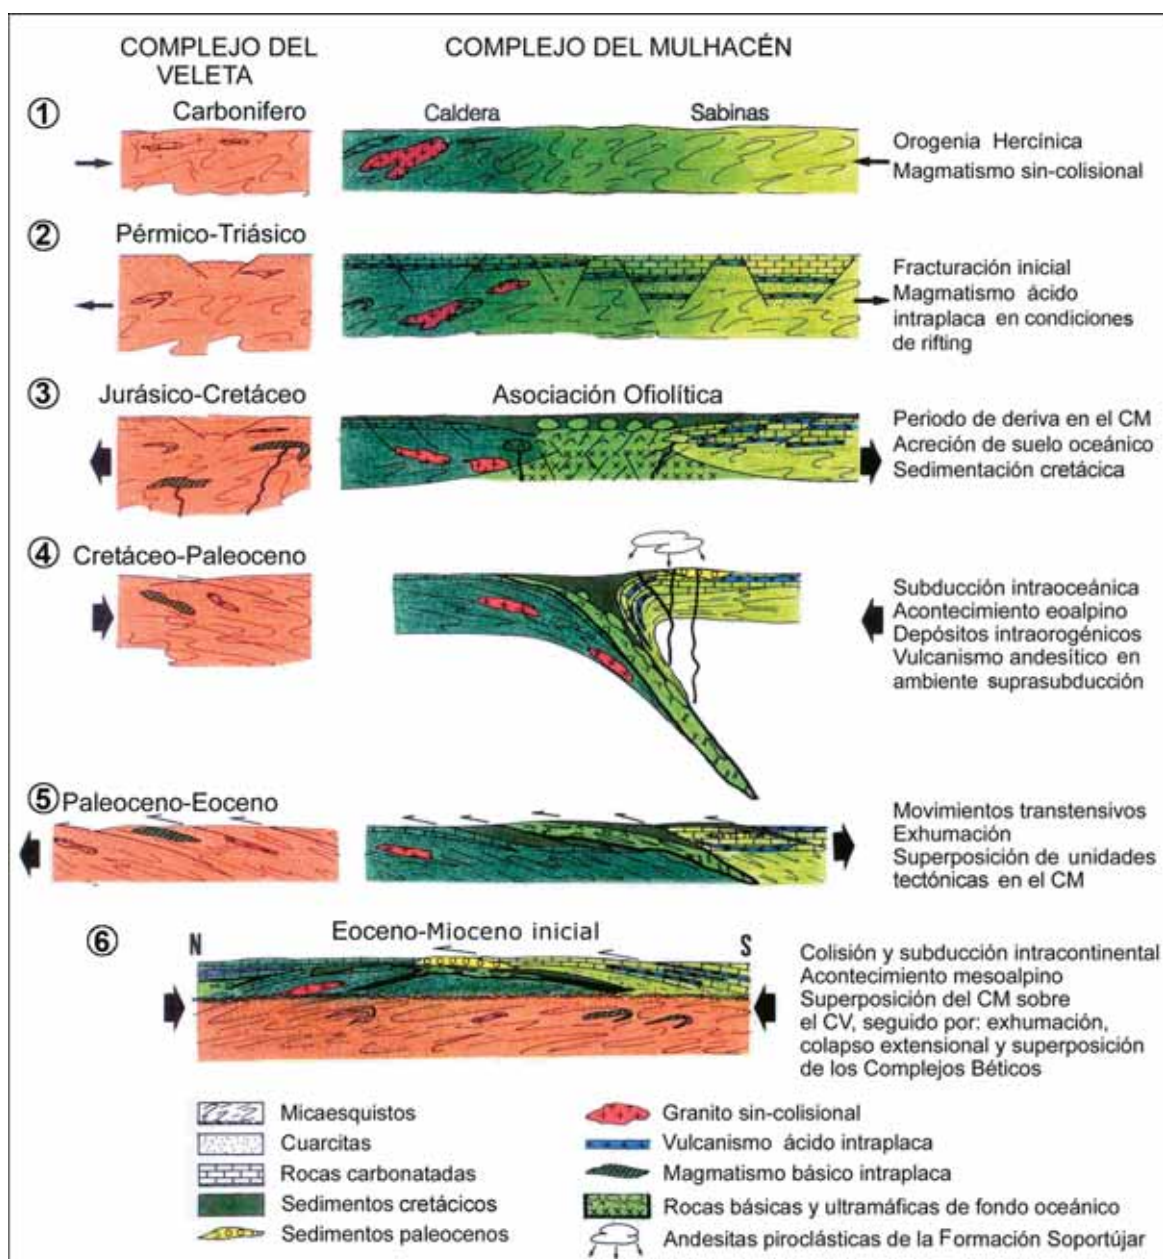 COMPLEJO DEL
VELETA
COMPLEJO DEL MULHACÉN
1
Carbonifero
Caldera
Sabinas
Orogenia Hercínica
Magmatismo sin-colisional
2
Pérmico-Triásico
Fracturación inicial
Magmatismo ácido
intraplaca en condiciones
de rifting
3
Jurásico-Cretáceo
Asociación Ofiolítica
Periodo de deriva en el CM
Acreción de suelo oceánico
Sedimentación cretácica
4
Cretáceo-Paleoceno
Subducción intraoceánica
Acontecimiento eoalpino
Depósitos intraorogénicos
Vulcanismo andesítico en
ambiente suprasubducción
5
Paleoceno-Eoceno
Movimientos transtensivos
Exhumación
Superposición de unidades
tectónicas en el CM
6
N
Eoceno-Mioceno inicial
S
Colisión y subducción intracontinental
Acontecimiento mesoalpino
Superposición del CM sobre
el CV, seguido por: exhumación,
colapso extensional y superposición
de los Complejos Béticos
Micaesquistos
Cuarcitas
Rocas carbonatadas
Sedimentos cretácicos
Sedimentos paleocenos
Granito sin-colisional
Vulcanismo ácido intraplaca
Magmatismo básico intraplaca
Rocas básicas y ultramáficas de fondo oceánico
Andesitas piroclásticas de la Formación Soportújar